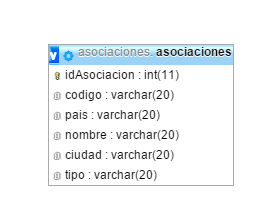 v asociaciones. asociaciones
idAsociacion : int(11)
codigo : varchar(20)
pais : varchar(20)
nombre : varchar(20)
ciudad : varchar(20)
tipo : varchar(20)